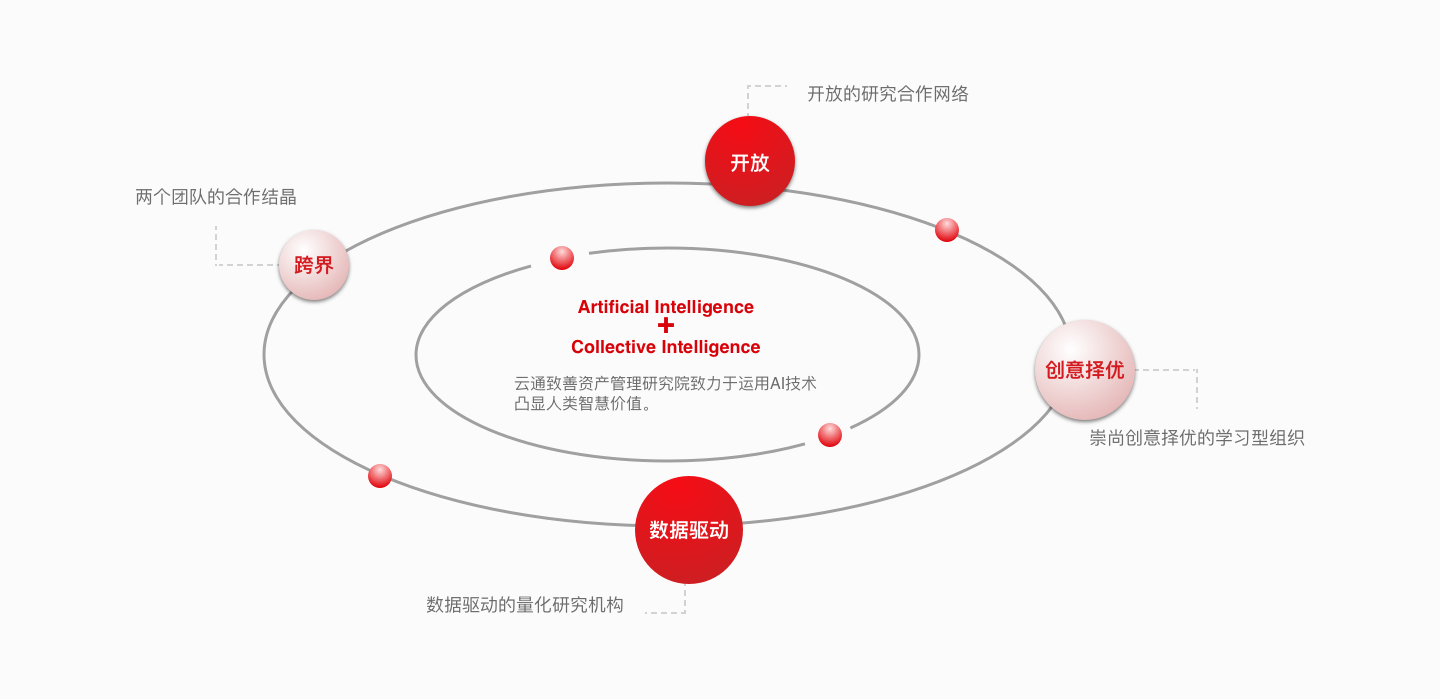 开放的研究合作网络
开放
两个团队的合作结晶
跨界
Artificial Intelligence
+
Collective Intelligence
云通致善资产管理研究院致力于运用AI技术
凸显人类智慧价值。
创意择优
崇尚创意择优的学习型组织
数据驱动
数据驱动的量化研究机构